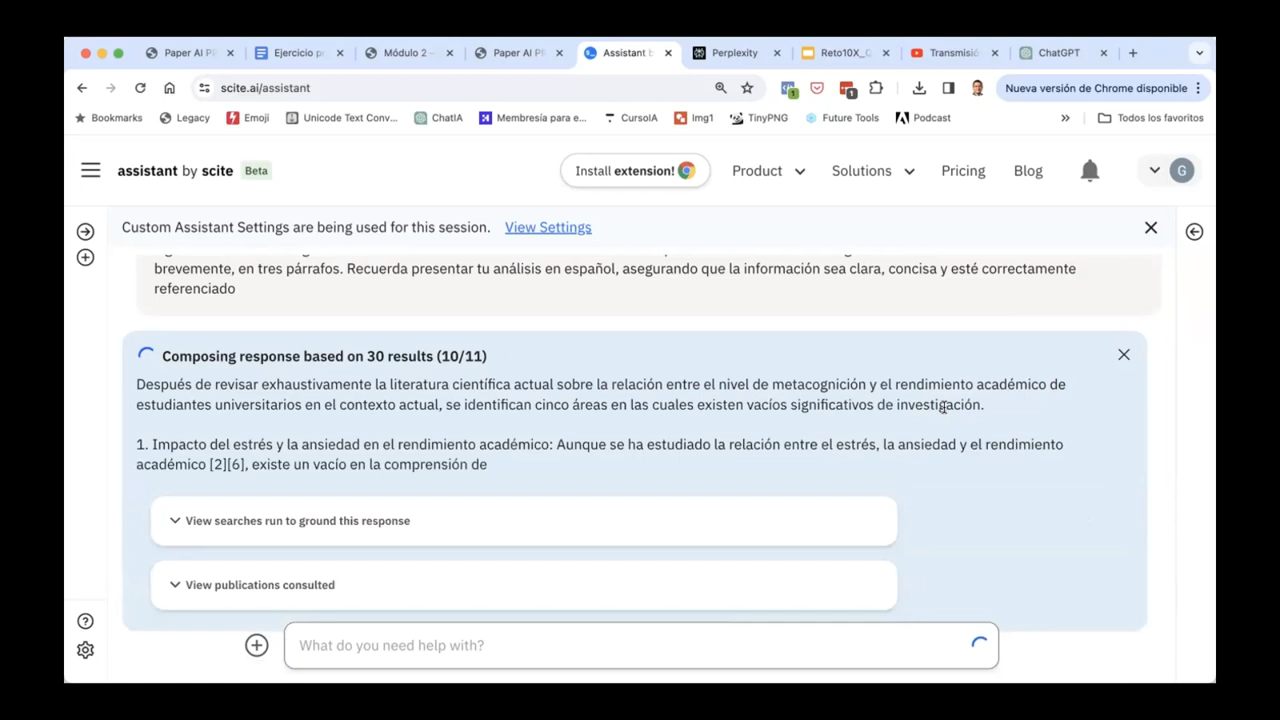 Paper AI PR
Ejercicio pr
Módulo 2 –
Paper AI PR
Assistant b
Perplexity
Reto10X_C
Transmisió
ChatGPT
scite.ai/assistant
Nueva versión de Chrome disponible
Bookmarks
Legacy
Emoji
Unicode Text Conv...
ChatIA
Membresía para e...
CursoIA
Img1
TinyPNG
Future Tools
Podcast
Todos los favoritos
assistant by scite Beta
Install extension!
Product
Solutions
Pricing
Blog
G
Custom Assistant Settings are being used for this session. View Settings
brevemente, en tres párrafos. Recuerda presentar tu análisis en español, asegurando que la información sea clara, concisa y esté correctamente
referenciado
Composing response based on 30 results (10/11)
Después de revisar exhaustivamente la literatura científica actual sobre la relación entre el nivel de metacognición y el rendimiento académico de
estudiantes universitarios en el contexto actual, se identifican cinco áreas en las cuales existen vacíos significativos de investigación.
1. Impacto del estrés y la ansiedad en el rendimiento académico: Aunque se ha estudiado la relación entre el estrés, la ansiedad y el rendimiento
académico [2][6], existe un vacío en la comprensión de
View searches run to ground this response
View publications consulted
What do you need help with?